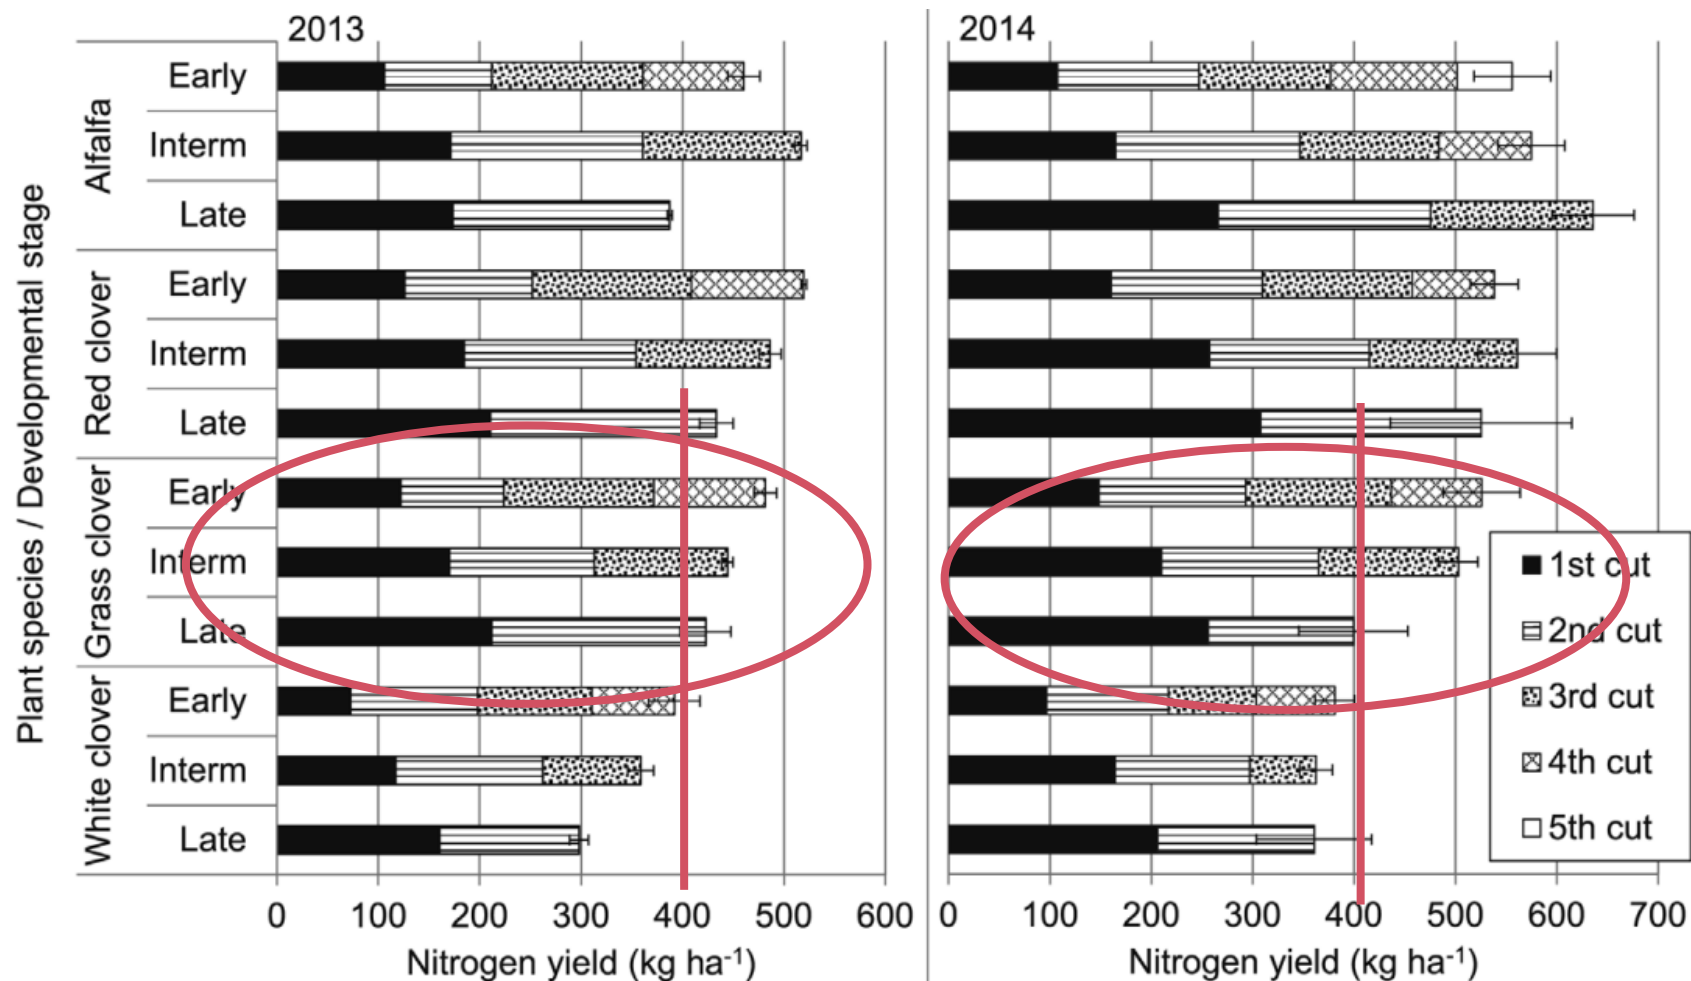 2013
2014
Plant species / Developmental stage
Alfalfa
Early
Interm
Late
Red clover
Early
Interm
Late
Grass clover
Early
Interm
Late
White clover
Early
Interm
Late
1st cut
2nd cut
3rd cut
4th cut
5th cut
0 100 200 300 400 500 600
0 100 200 300 400 500 600 700
Nitrogen yield (kg ha⁻¹)
Nitrogen yield (kg ha⁻¹)